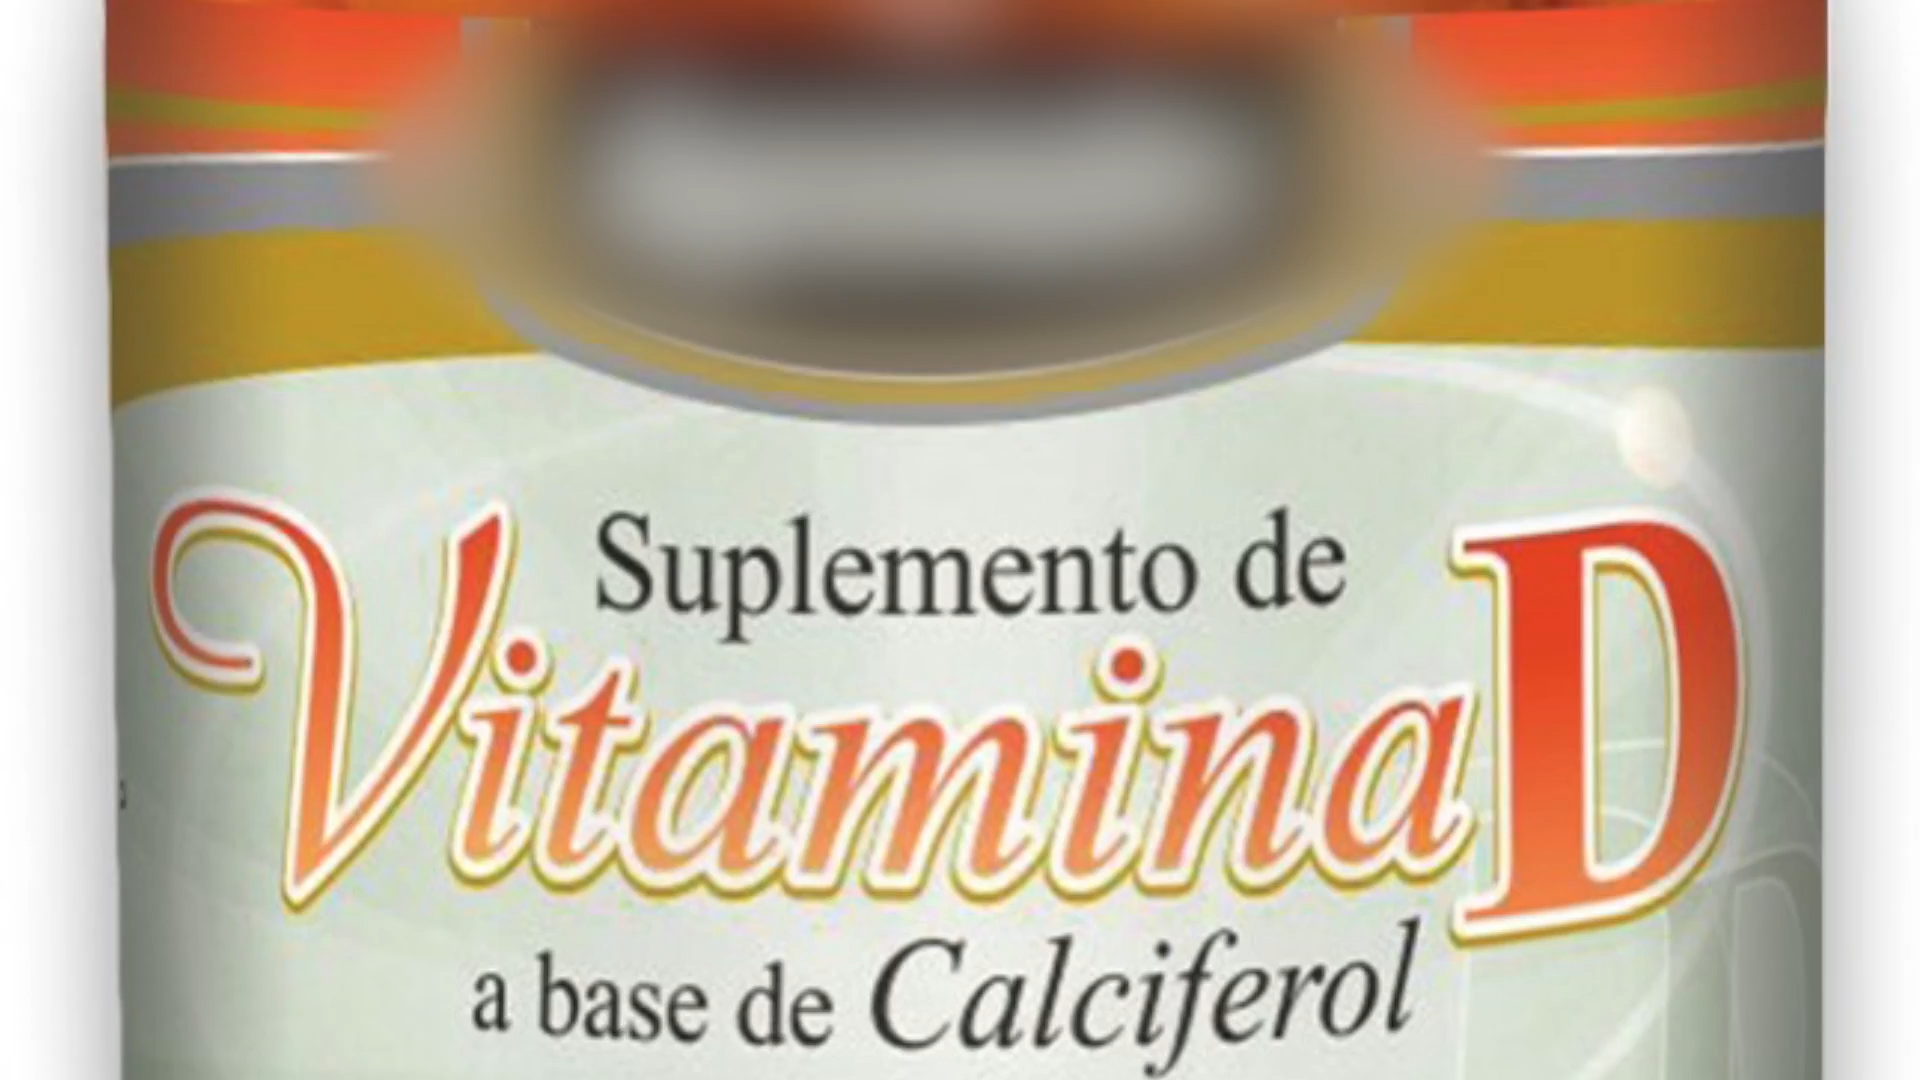 Suplemento de
Vitamina D
a base de Calciferol